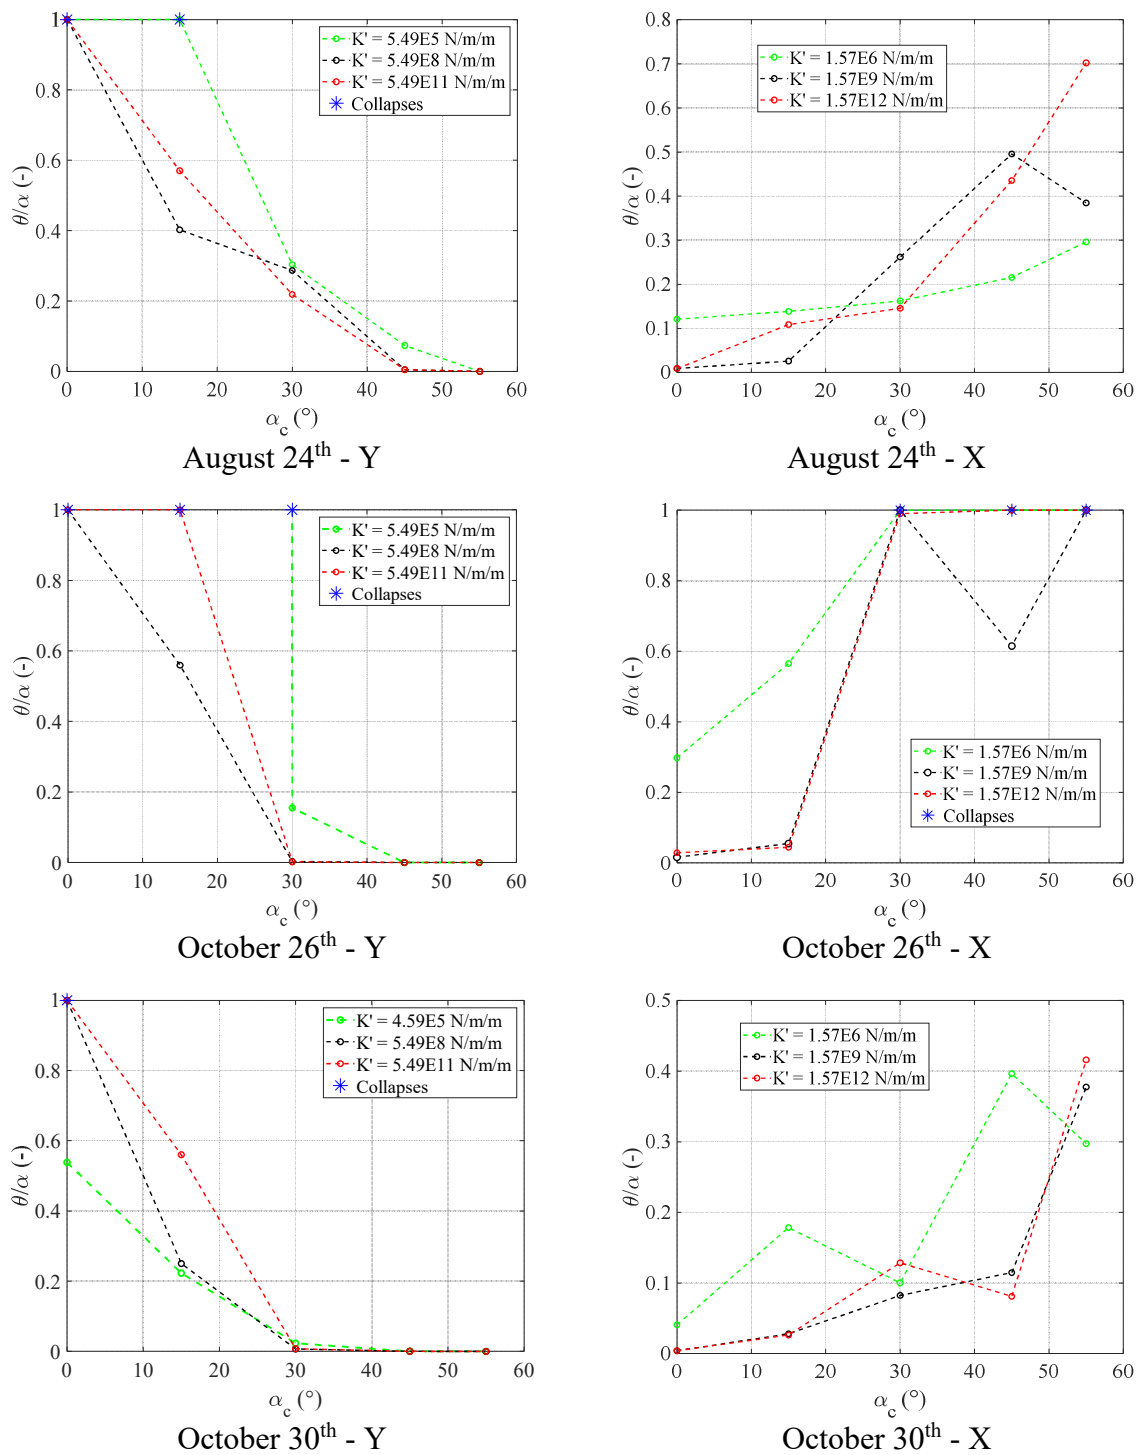 1
0.8
0.6
0.4
0.2
0
0 10 20 30 40 50 60
θ/α (-)
α_c (°)
K' = 5.49E5 N/m/m
K' = 5.49E8 N/m/m
K' = 5.49E11 N/m/m
Collapses
August 24th - Y
0.8
0.7
0.6
0.5
0.4
0.3
0.2
0.1
0
0 10 20 30 40 50 60
θ/α (-)
α_c (°)
K' = 1.57E6 N/m/m
K' = 1.57E9 N/m/m
K' = 1.57E12 N/m/m
August 24th - X
1
0.8
0.6
0.4
0.2
0
0 10 20 30 40 50 60
θ/α (-)
α_c (°)
K' = 5.49E5 N/m/m
K' = 5.49E8 N/m/m
K' = 5.49E11 N/m/m
Collapses
October 26th - Y
1
0.8
0.6
0.4
0.2
0
0 10 20 30 40 50 60
θ/α (-)
α_c (°)
K' = 1.57E6 N/m/m
K' = 1.57E9 N/m/m
K' = 1.57E12 N/m/m
Collapses
October 26th - X
1
0.8
0.6
0.4
0.2
0
0 10 20 30 40 50 60
θ/α (-)
α_c (°)
K' = 4.59E5 N/m/m
K' = 5.49E8 N/m/m
K' = 5.49E11 N/m/m
Collapses
October 30th - Y
0.5
0.4
0.3
0.2
0.1
0
0 10 20 30 40 50 60
θ/α (-)
α_c (°)
K' = 1.57E6 N/m/m
K' = 1.57E9 N/m/m
K' = 1.57E12 N/m/m
October 30th - X